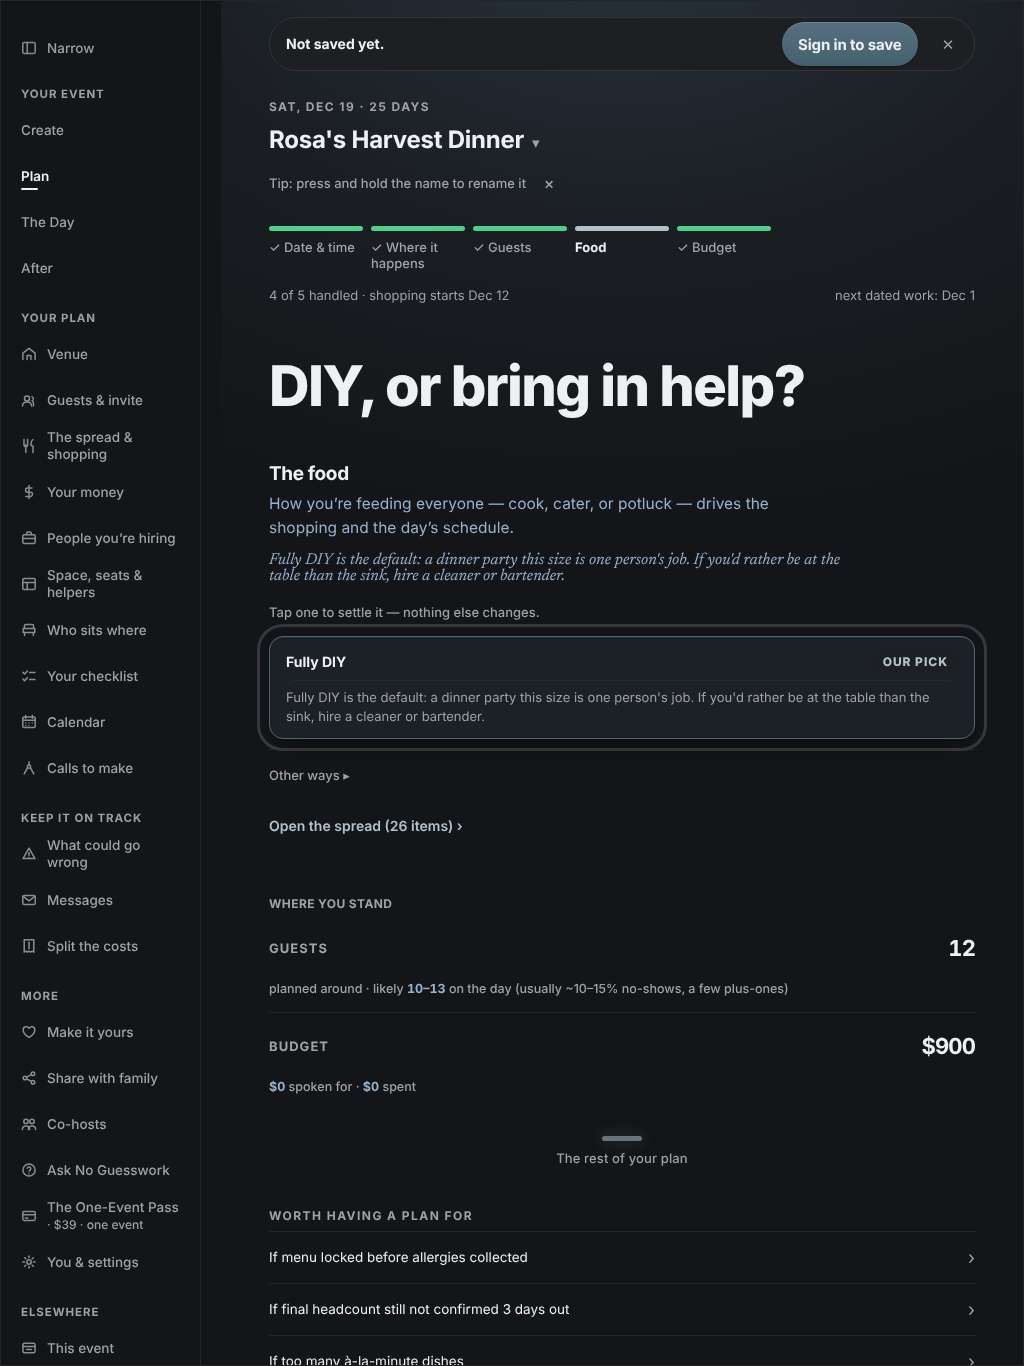 Narrow
YOUR EVENT
Create
Plan
The Day
After
YOUR PLAN
Venue
Guests & invite
The spread &
shopping
Your money
People you're hiring
Space, seats &
helpers
Who sits where
Your checklist
Calendar
Calls to make
KEEP IT ON TRACK
What could go
wrong
Messages
Split the costs
MORE
Make it yours
Share with family
Co-hosts
Ask No Guesswork
The One-Event Pass
· $39 · one event
You & settings
ELSEWHERE
This event
Not saved yet.
Sign in to save ×
SAT, DEC 19 · 25 DAYS
Rosa's Harvest Dinner ▾
Tip: press and hold the name to rename it ×
✓ Date & time
✓ Where it
happens
✓ Guests
Food
✓ Budget
4 of 5 handled · shopping starts Dec 12
next dated work: Dec 1
DIY, or bring in help?
The food
How you’re feeding everyone — cook, cater, or potluck — drives the
shopping and the day’s schedule.
Fully DIY is the default: a dinner party this size is one person's job. If you'd rather be at the
table than the sink, hire a cleaner or bartender.
Tap one to settle it — nothing else changes.
Fully DIY
OUR PICK
Fully DIY is the default: a dinner party this size is one person's job. If you'd rather be at the table than the
sink, hire a cleaner or bartender.
Other ways ▸
Open the spread (26 items) ›
WHERE YOU STAND
GUESTS
12
planned around · likely 10–13 on the day (usually ~10–15% no-shows, a few plus-ones)
BUDGET
$900
$0 spoken for · $0 spent
The rest of your plan
WORTH HAVING A PLAN FOR
If menu locked before allergies collected ›
If final headcount still not confirmed 3 days out ›
If too many à-la-minute dishes ›